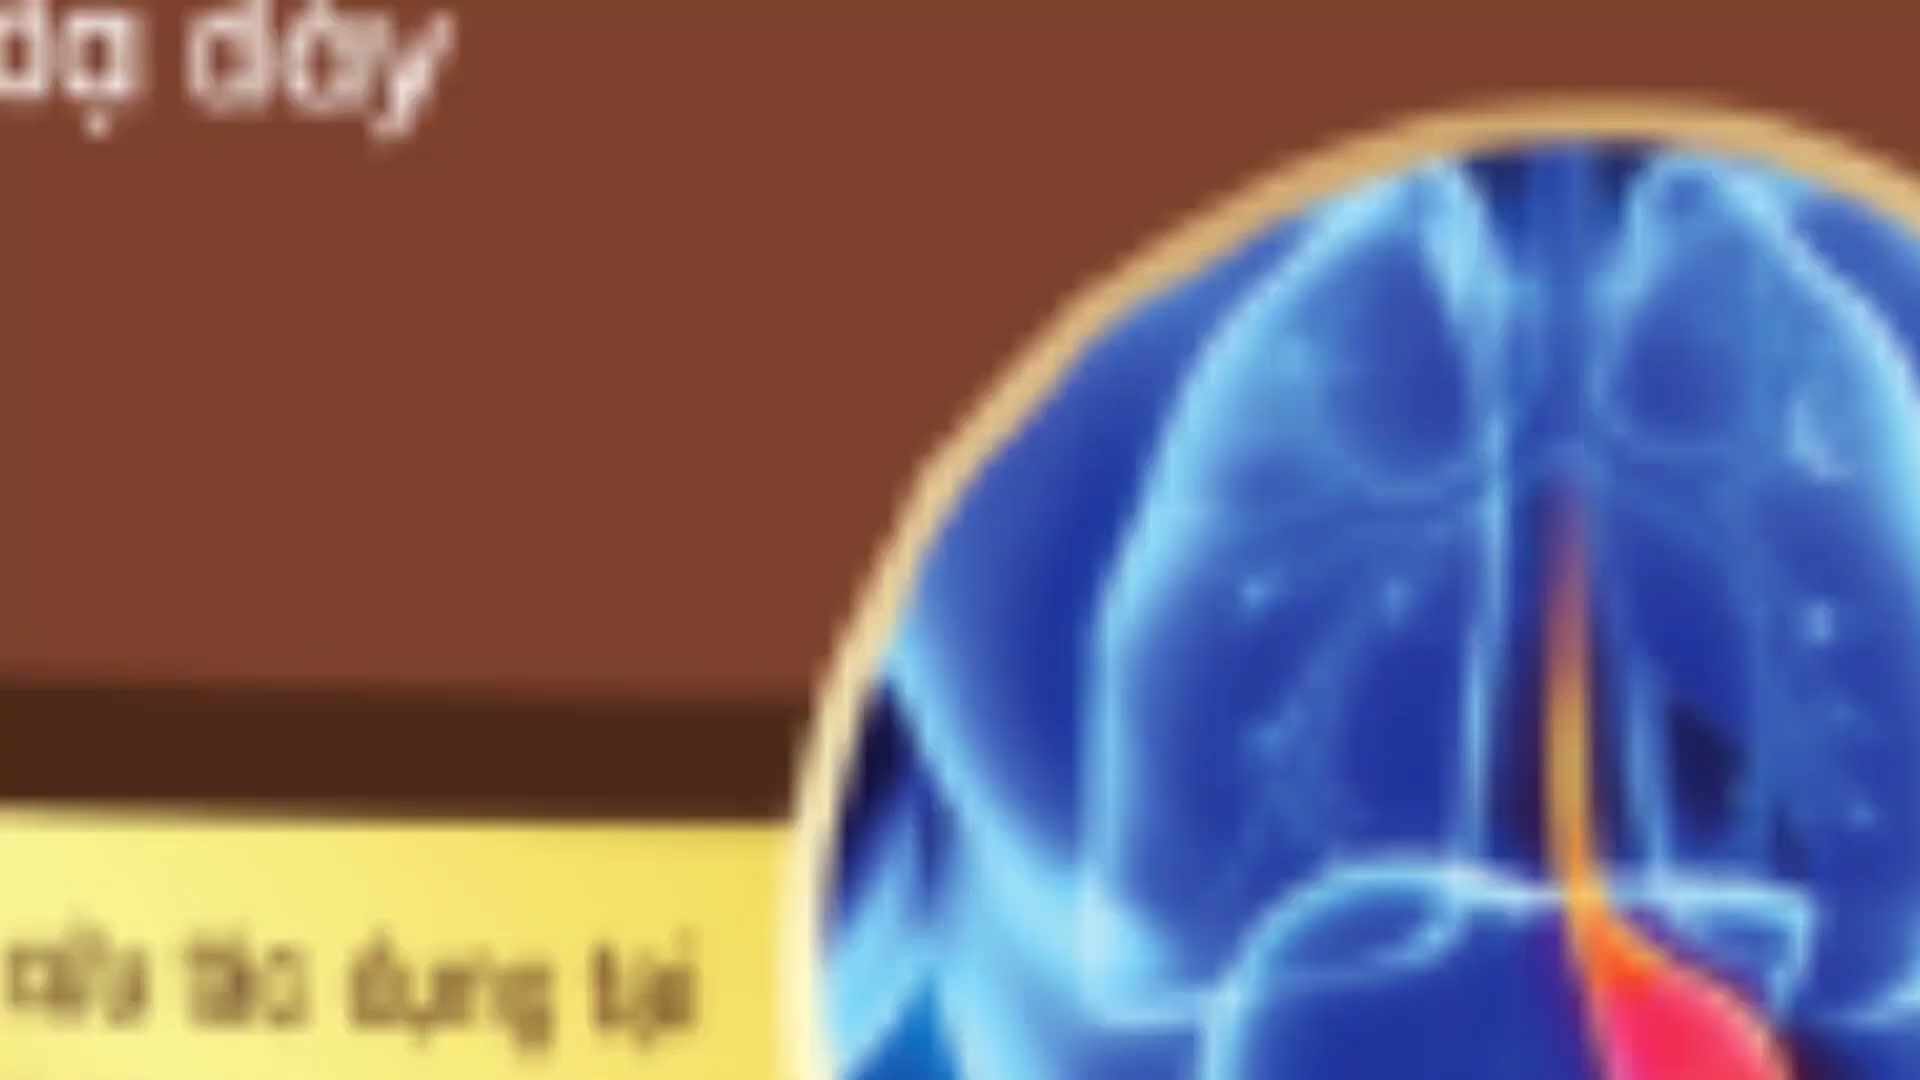 dạ dày
tác dụng tại